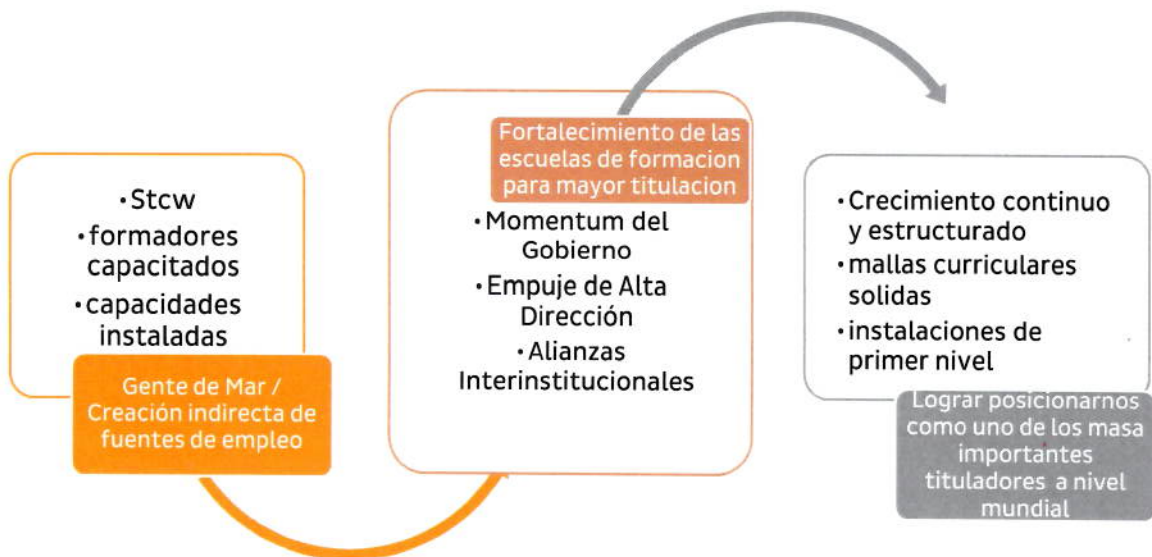 •Stcw
•formadores
capacitados
•capacidades
instaladas
Gente de Mar /
Creación indirecta de
fuentes de empleo
Fortalecimiento de las
escuelas de formacion
para mayor titulacion
•Momentum del
Gobierno
•Empuje de Alta
Dirección
•Alianzas
Interinstitucionales
•Crecimiento continuo
y estructurado
•mallas curriculares
solidas
•instalaciones de
primer nivel
Lograr posicionarnos
como uno de los masa
importantes
tituladores a nivel
mundial